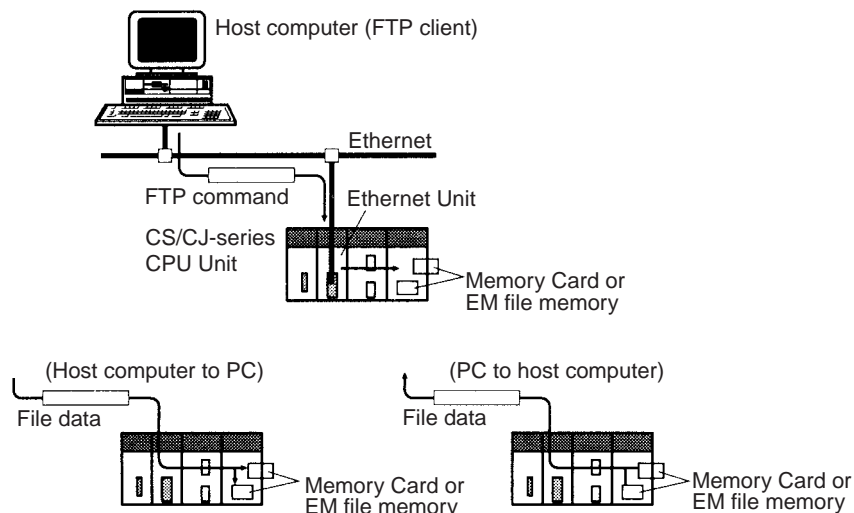 Host computer (FTP client)
Ethernet
FTP command
Ethernet Unit
CS/CJ-series
CPU Unit
Memory Card or
EM file memory
(Host computer to PC)
File data
Memory Card or
EM file memory
(PC to host computer)
File data
Memory Card or
EM file memory